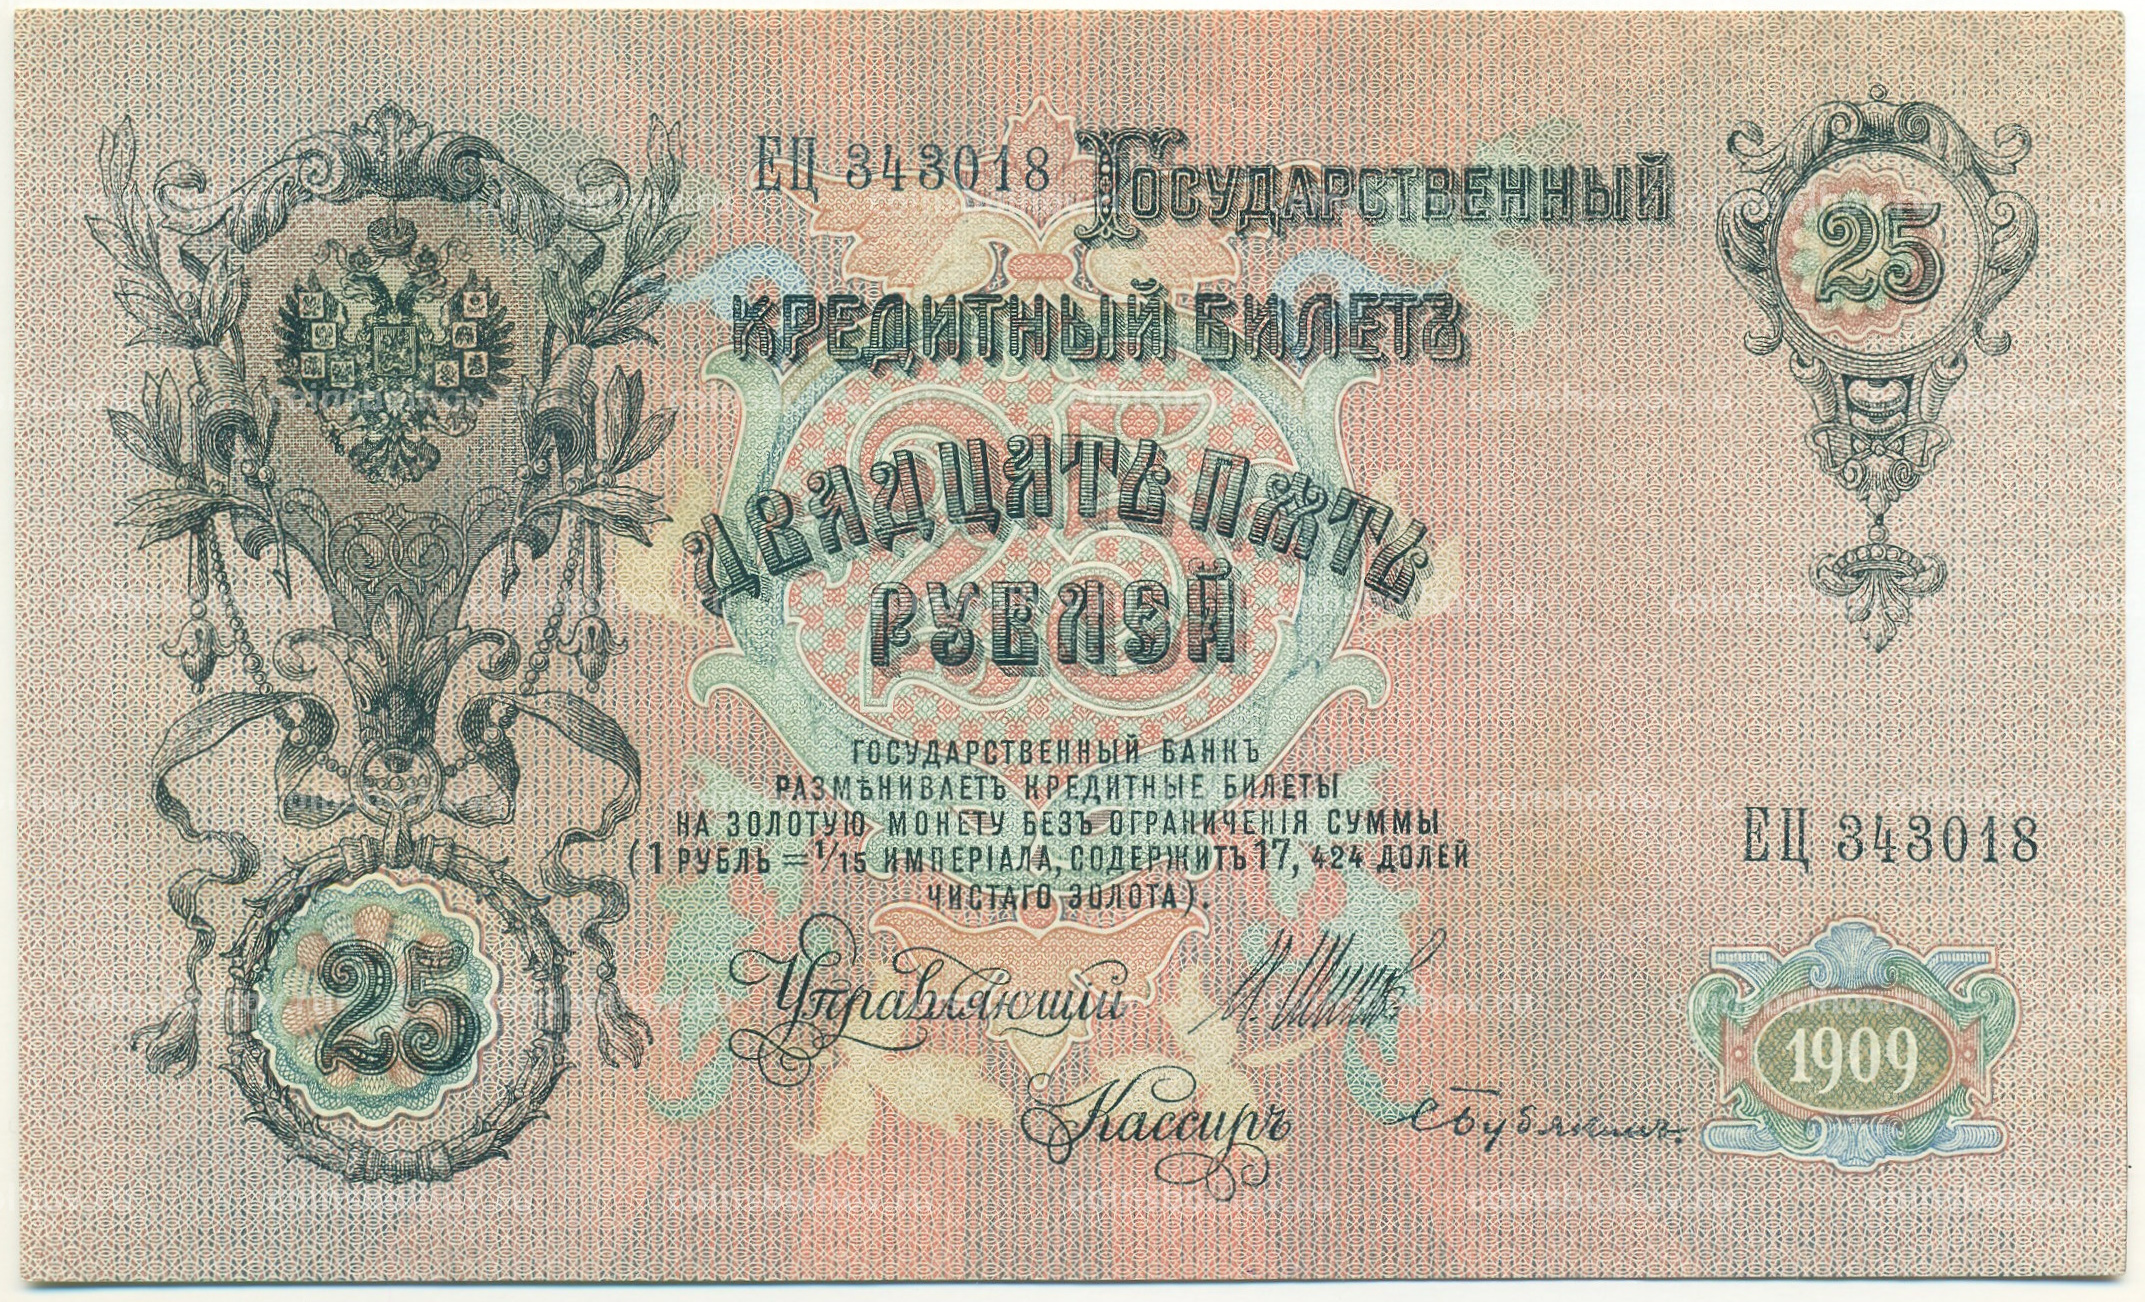 ЕЦ 343018 Государственный
25
кредитный билетъ
двадцать пять
рублей
государственный банкъ
размѣниваетъ кредитные билеты
на золотую монету безъ ограниченія суммы
(1 рубль = 1/15 имперіала, содержитъ 17, 424 долей
чистаго золота).
ЕЦ 343018
25
Управляющій
Кассиръ
1909